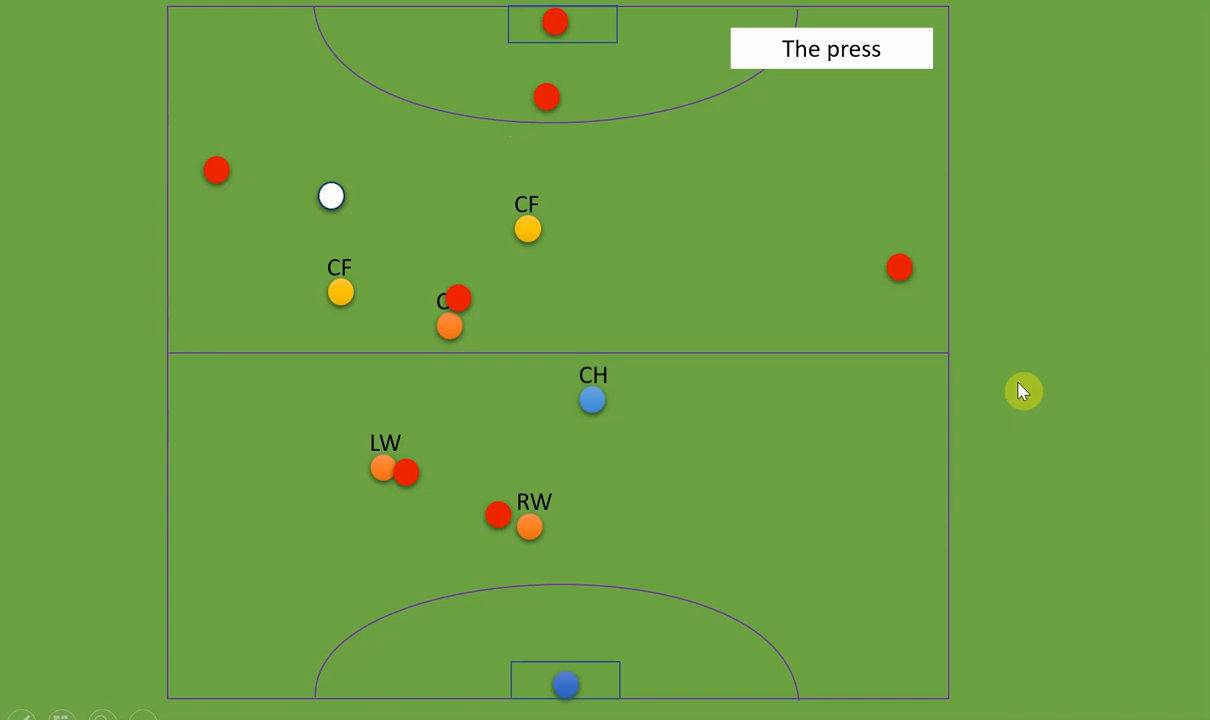 The press
CF
CF
CH
LW
RW